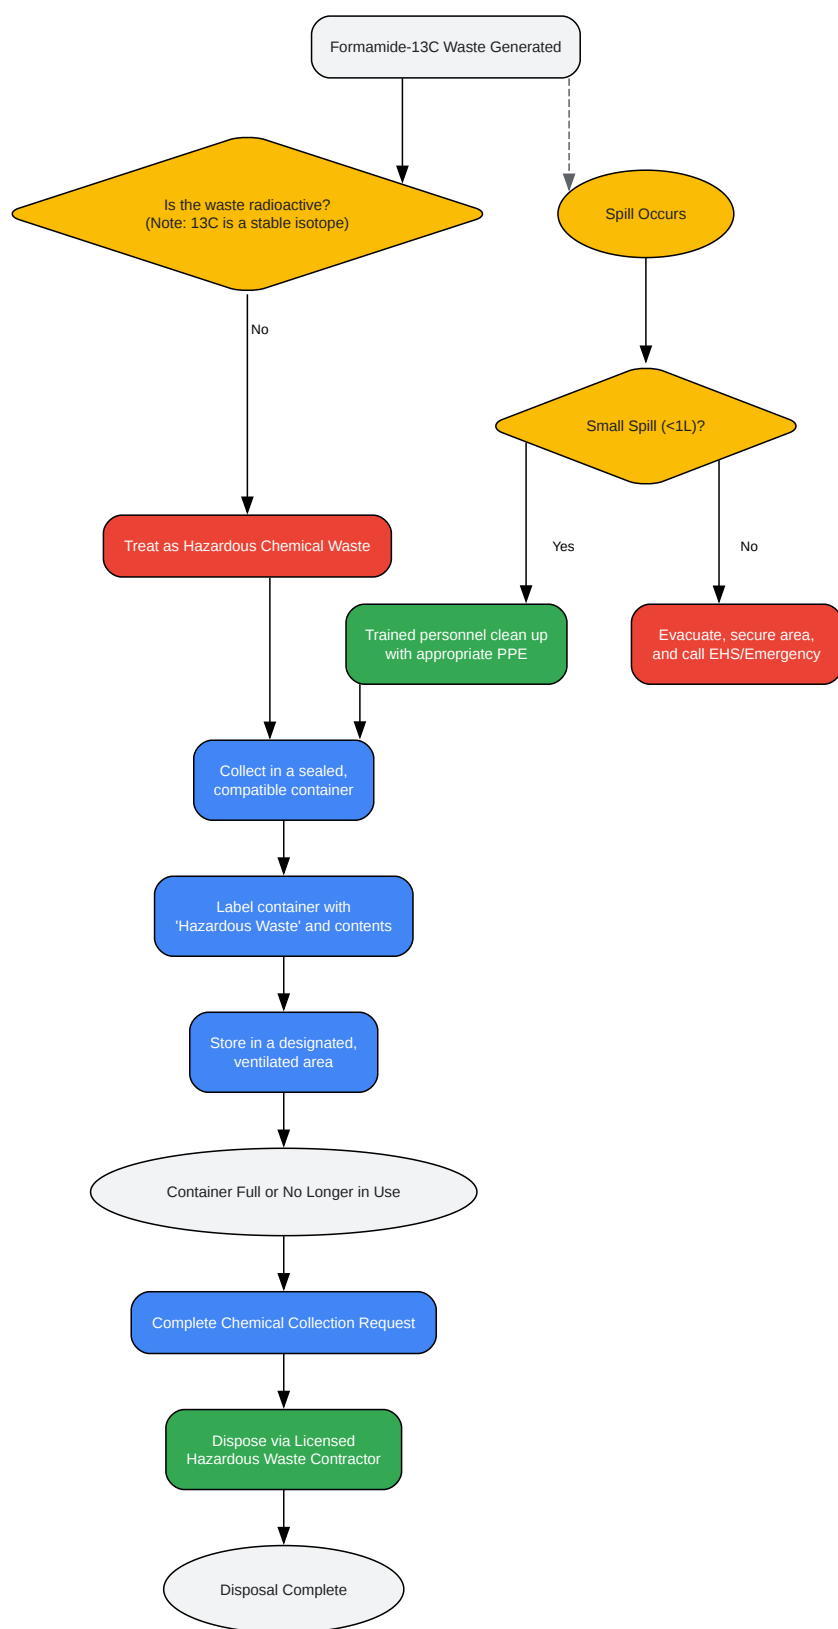 Formamide-13C Waste Generated
Is the waste radioactive?
(Note: 13C is a stable isotope)
Spill Occurs
No
Small Spill (<1L)?
Treat as Hazardous Chemical Waste
Yes
No
Trained personnel clean up
with appropriate PPE
Evacuate, secure area,
and call EHS/Emergency
Collect in a sealed,
compatible container
Label container with
'Hazardous Waste' and contents
Store in a designated,
ventilated area
Container Full or No Longer in Use
Complete Chemical Collection Request
Dispose via Licensed
Hazardous Waste Contractor
Disposal Complete